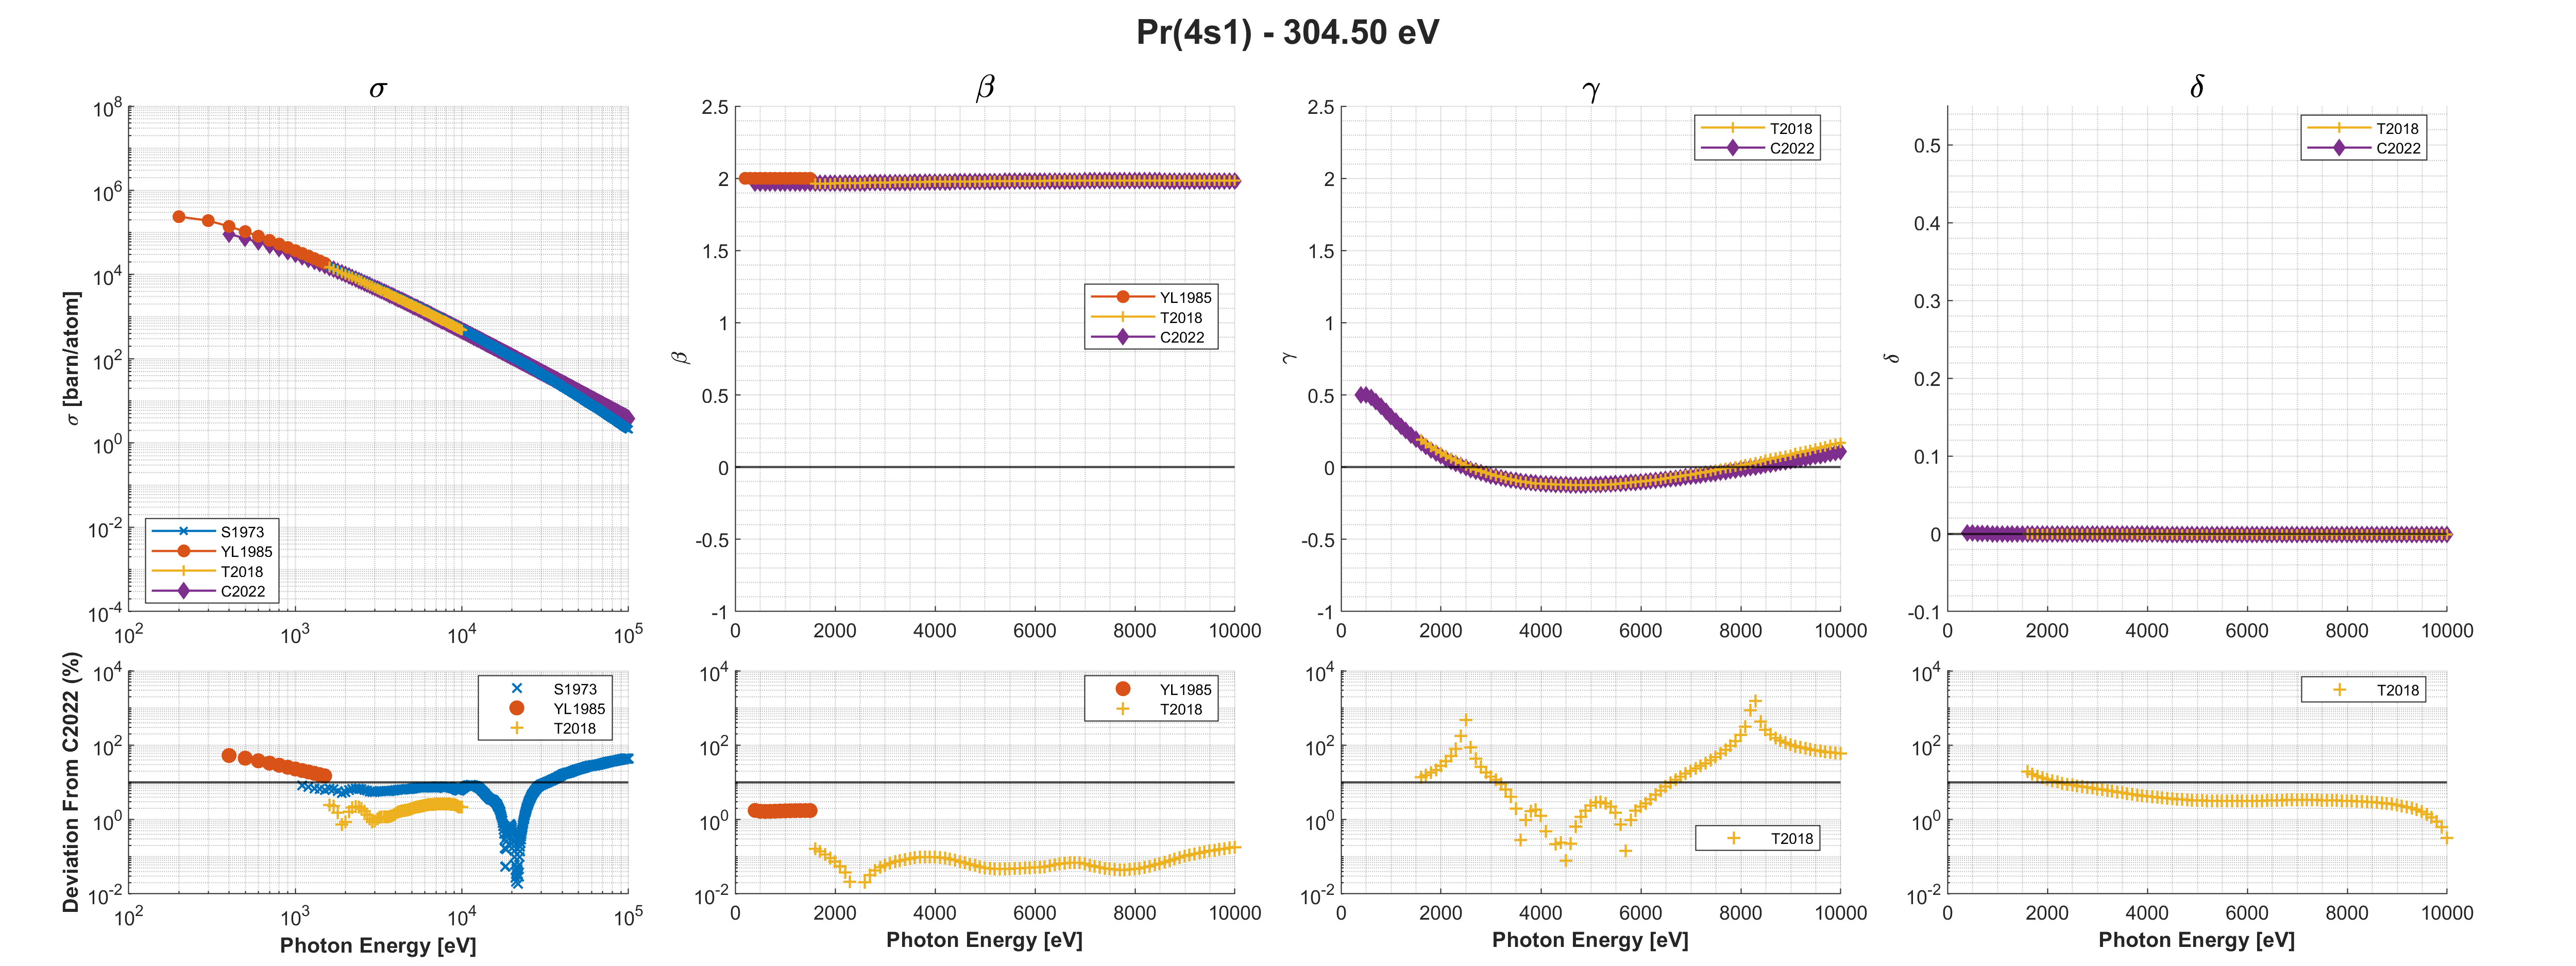 Pr(4s1) - 304.50 eV
σ
σ [barn/atom]
10^8
10^6
10^4
10^2
10^0
10^-2
10^-4
10^2
10^3
10^4
10^5
S1973
YL1985
T2018
C2022
β
β
2.5
2
1.5
1
0.5
0
-0.5
-1
0
2000
4000
6000
8000
10000
YL1985
T2018
C2022
γ
γ
2.5
2
1.5
1
0.5
0
-0.5
-1
0
2000
4000
6000
8000
10000
T2018
C2022
δ
δ
0.5
0.4
0.3
0.2
0.1
0
-0.1
0
2000
4000
6000
8000
10000
T2018
C2022
Deviation From C2022 (%)
10^4
10^2
10^0
10^-2
10^2
10^3
10^4
10^5
Photon Energy [eV]
S1973
YL1985
T2018
10^4
10^2
10^0
10^-2
0
2000
4000
6000
8000
10000
Photon Energy [eV]
YL1985
T2018
10^4
10^2
10^0
10^-2
0
2000
4000
6000
8000
10000
Photon Energy [eV]
T2018
10^4
10^2
10^0
10^-2
0
2000
4000
6000
8000
10000
Photon Energy [eV]
T2018